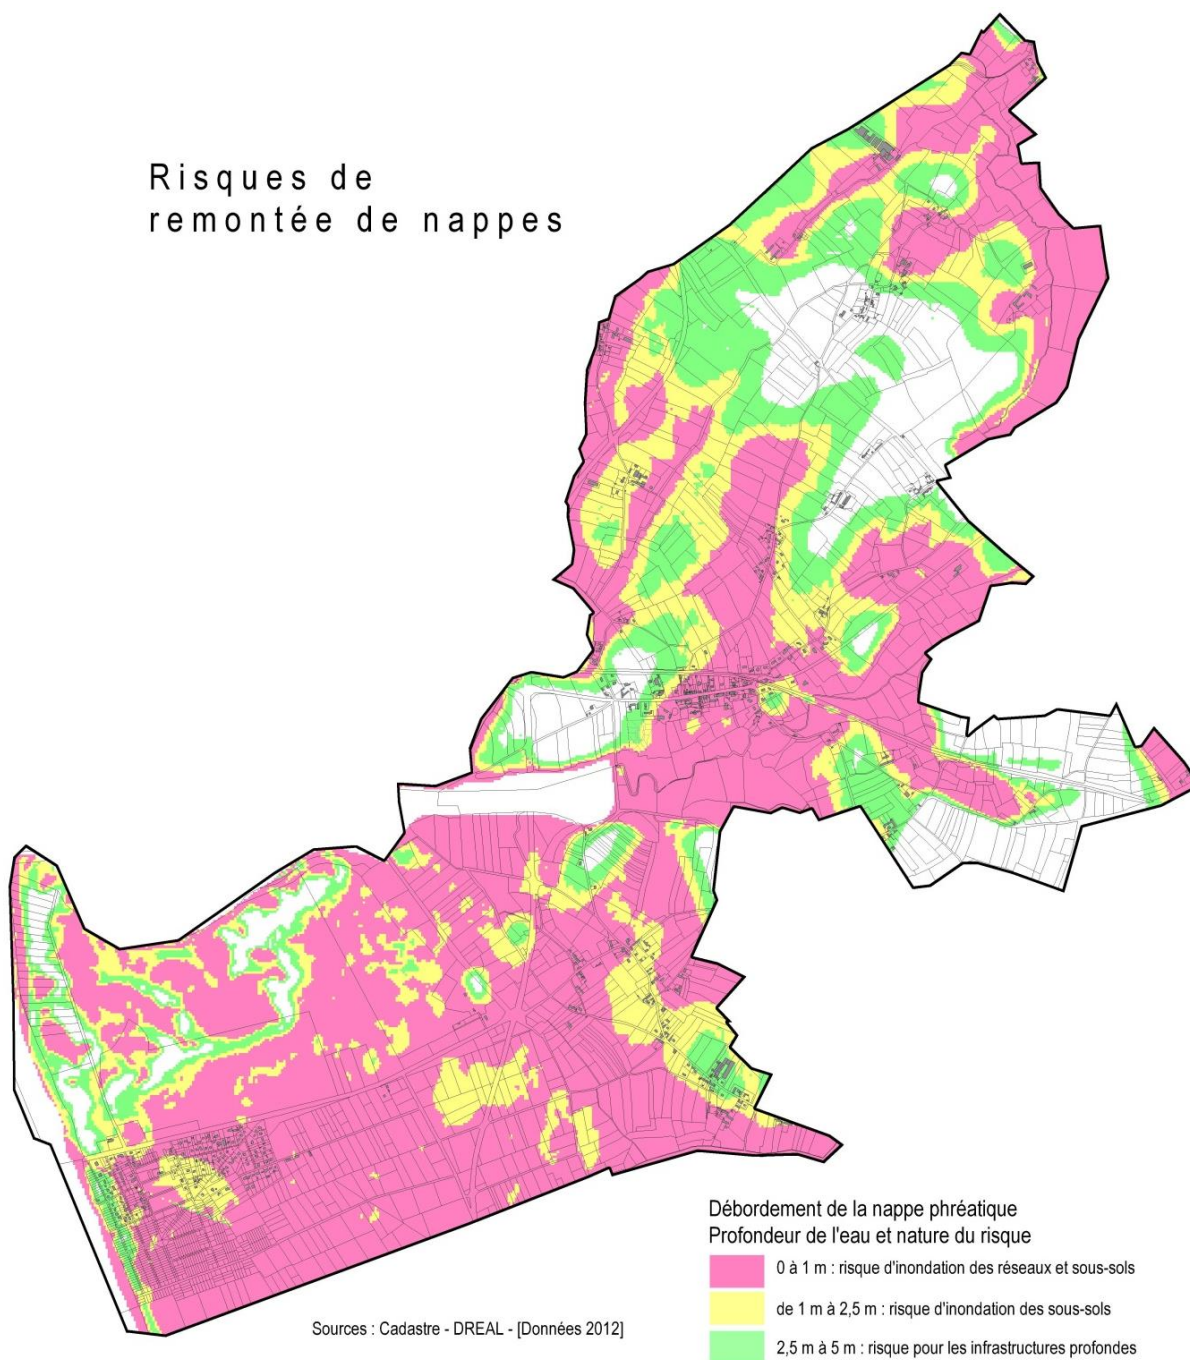 Risques de
remontée de nappes
Débordement de la nappe phréatique
Profondeur de l'eau et nature du risque
0 à 1 m : risque d'inondation des réseaux et sous-sols
de 1 m à 2,5 m : risque d'inondation des sous-sols
2,5 m à 5 m : risque pour les infrastructures profondes
Sources : Cadastre - DREAL - [Données 2012]